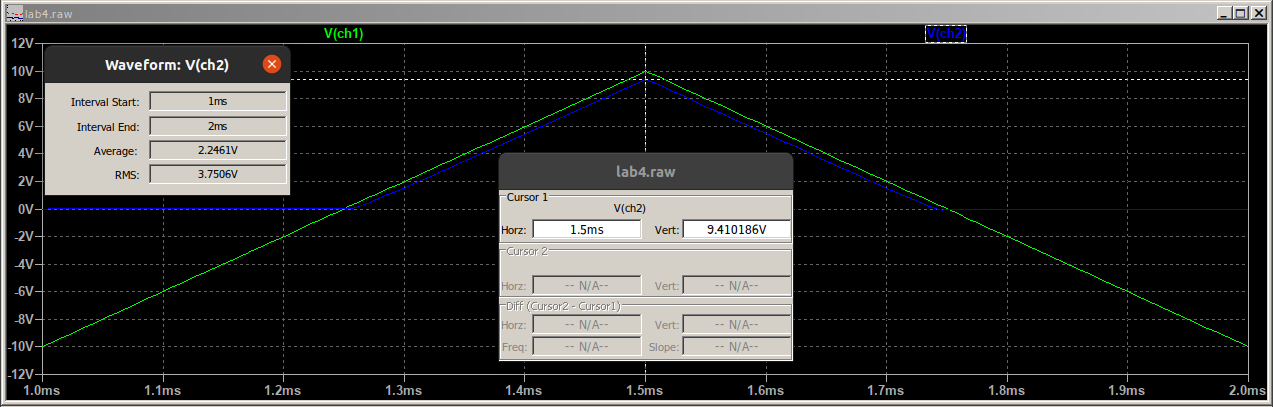 lab4.raw
V(ch1) V(ch2)
12V
10V
8V
6V
4V
2V
0V
-2V
-4V
-6V
-8V
-10V
-12V
Waveform: V(ch2)
Interval Start: 1ms
Interval End: 2ms
Average: 2.2461V
RMS: 3.7506V
lab4.raw
Cursor 1
V(ch2)
Horz: 1.5ms Vert: 9.410186V
Cursor 2
Horz: -- N/A-- Vert: -- N/A--
Diff (Cursor2 - Cursor1)
Horz: -- N/A-- Vert: -- N/A--
Freq: -- N/A-- Slope: -- N/A--
1.0ms 1.1ms 1.2ms 1.3ms 1.4ms 1.5ms 1.6ms 1.7ms 1.8ms 1.9ms 2.0ms